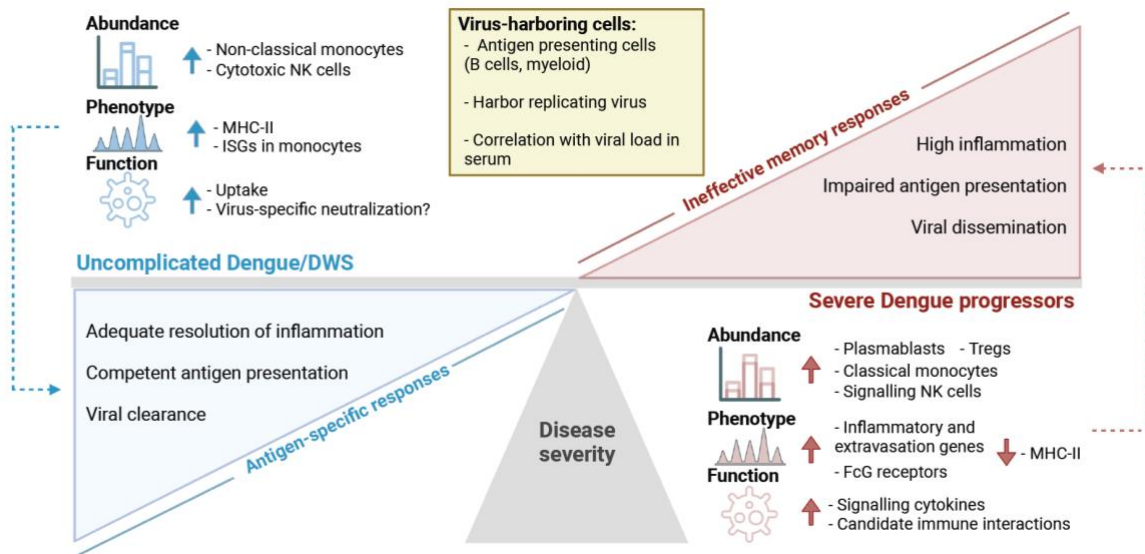 Abundance
- Non-classical monocytes
- Cytotoxic NK cells
Phenotype
- MHC-II
- ISGs in monocytes
Function
- Uptake
- Virus-specific neutralization?
Virus-harboring cells:
- Antigen presenting cells
(B cells, myeloid)
- Harbor replicating virus
- Correlation with viral load in
serum
Ineffective memory responses
High inflammation
Impaired antigen presentation
Viral dissemination
Uncomplicated Dengue/DWS
Adequate resolution of inflammation
Competent antigen presentation
Viral clearance
Antigen-specific responses
Disease
severity
Severe Dengue progressors
Abundance
- Plasmablasts - Tregs
- Classical monocytes
- Signalling NK cells
Phenotype
- Inflammatory and
extravasation genes
- FcG receptors
- MHC-II
Function
- Signalling cytokines
- Candidate immune interactions